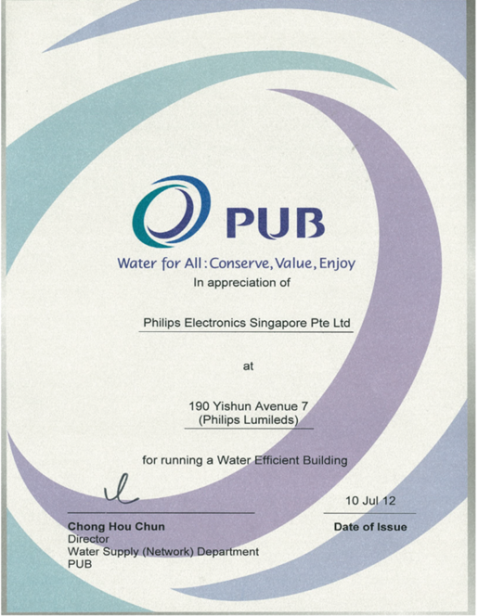 PUB
Water for All : Conserve, Value, Enjoy
In appreciation of
Philips Electronics Singapore Pte Ltd
at
190 Yishun Avenue 7
(Philips Lumileds)
for running a Water Efficient Building
10 Jul 12
Chong Hou Chun
Date of Issue
Director
Water Supply (Network) Department
PUB